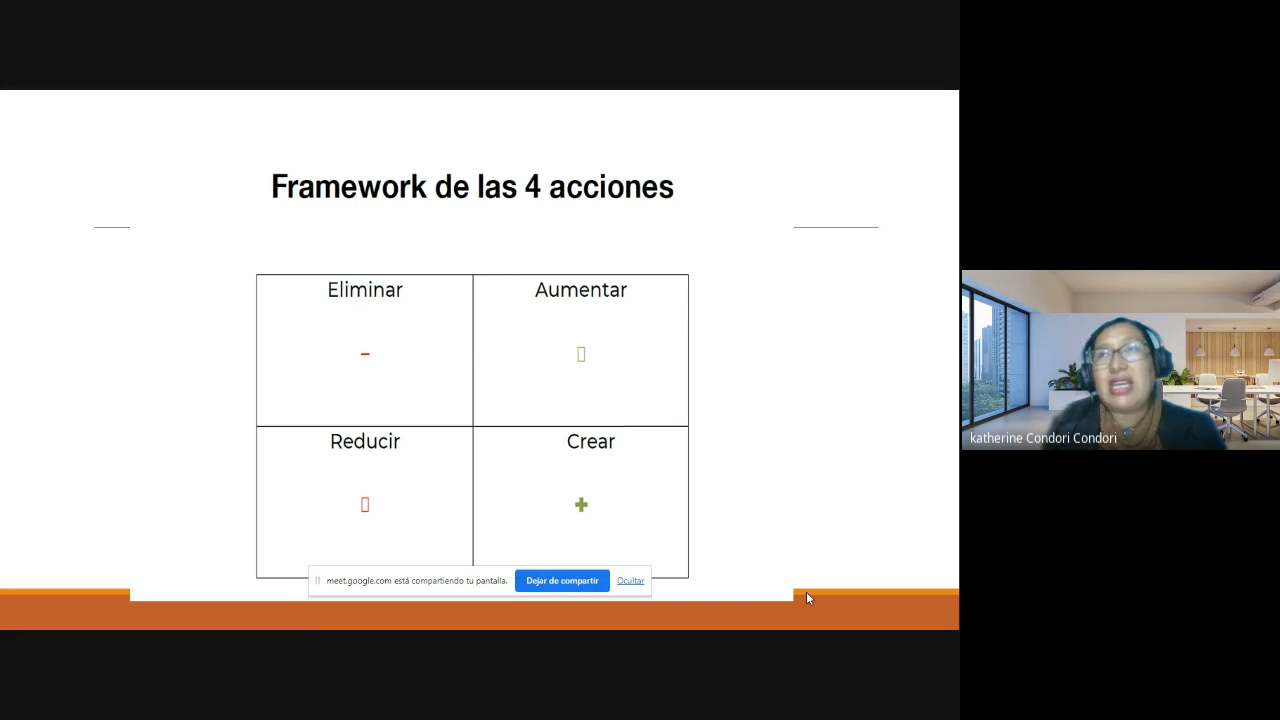 Framework de las 4 acciones
Eliminar
Aumentar
-
Reducir
Crear
+
meet.google.com está compartiendo tu pantalla.
Dejar de compartir
Ocultar
katherine Condori Condori